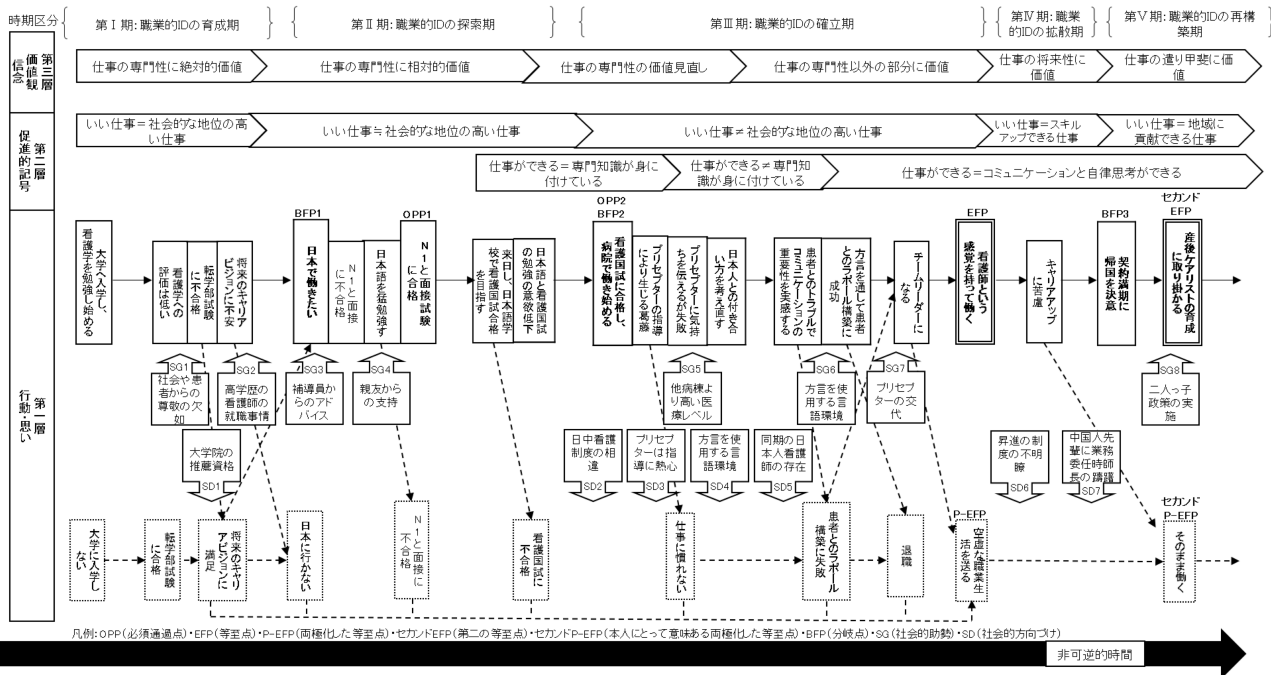 時期区分
第Ⅰ期:職業的IDの育成期
第Ⅱ期:職業的IDの探索期
第Ⅲ期:職業的IDの確立期
第Ⅳ期:職業
的IDの拡散期
第Ⅴ期:職業的IDの再構
築期
第三層
価値観
信念
仕事の専門性に絶対的価値
仕事の専門性に相対的価値
仕事の専門性の価値見直し
仕事の専門性以外の部分に価値
仕事の将来性に
価値
仕事の遣り甲斐に価
値
第二層
促進的記号
いい仕事=社会的な地位の高
い仕事
いい仕事≒社会的な地位の高い仕事
いい仕事≠社会的な地位の高い仕事
いい仕事=スキル
アップできる仕事
いい仕事=地域に
貢献できる仕事
仕事ができる=専門知識が身に
付けている
仕事ができる≠専門知
識が身に付けている
仕事ができる=コミュニケーションと自律思考ができる
第一層
行動・思い
大学へ入学し、
看護学を勉強し始める
看護学への
評価は低い
転学部試験
に不合格
将来のキャリア
ビジョンに不安
BFP1
日本で働きたい
N1と面接
に不合格
日本語を猛勉強す
OPP1
N1と面接試験
に合格
来日し、日本語学
校で看護国試合格
を目指す
日本語と看護国試
の勉強の意欲低下
OPP2
BFP2
看護国試に合格し、
病院で働き始める
プリセプターの指導
により生じる葛藤
プリセプターに気持
ちを伝えるが失敗
日本人との付き合
い方を考え直す
患者とのトラブルで
コミュニケーションの
重要性を実感する
方言を通して患者
とのラポール構築に
成功
チームリーダーに
なる
EFP
看護師という
感覚を持って働く
キャリアアップ
に苦慮
BFP3
契約満期に
帰国を決意
セカンド
EFP
産後ケアリストの育成
に取り掛かる
SG1
社会や患
者からの
尊敬の欠
如
SG2
高学歴の
看護師の
就職事情
SG3
補導員か
らのアド
バイス
SG4
親友から
の支持
SG5
他病棟よ
り高い医
療レベル
SG6
方言を使
用する言
語環境
SG7
プリセプ
ターの交
代
SG8
二人っ子
政策の実
施
大学院の
推薦資格
SD1
日中看護
制度の相
違
SD2
プリセプ
ターは指
導に熱心
SD3
方言を使
用する言
語環境
SD4
同期の日
本人看護
師の存在
SD5
昇進の制
度の不明
瞭
SD6
中国人先
輩に業務
委任時師
長の躊躇
SD7
大学に入学し
ない
転学部試験
に合格
将来のキャリ
アビジョンに
満足
日本に行かない
N1と面接に
不合格
看護国試に
不合格
仕事に慣れない
患者とのラポール
構築に失敗
退職
P-EFP
空虚な職業生
活を送る
セカンド
P-EFP
そのまま働く
凡例:OPP(必須通過点)・EFP(等至点)・P-EFP(両極化した等至点)・セカンドEFP(第二の等至点)・セカンドP-EFP(本人にとって意味ある両極化した等至点)・BFP(分岐点)・SG(社会的助勢)・SD(社会的方向づけ)
非可逆的時間